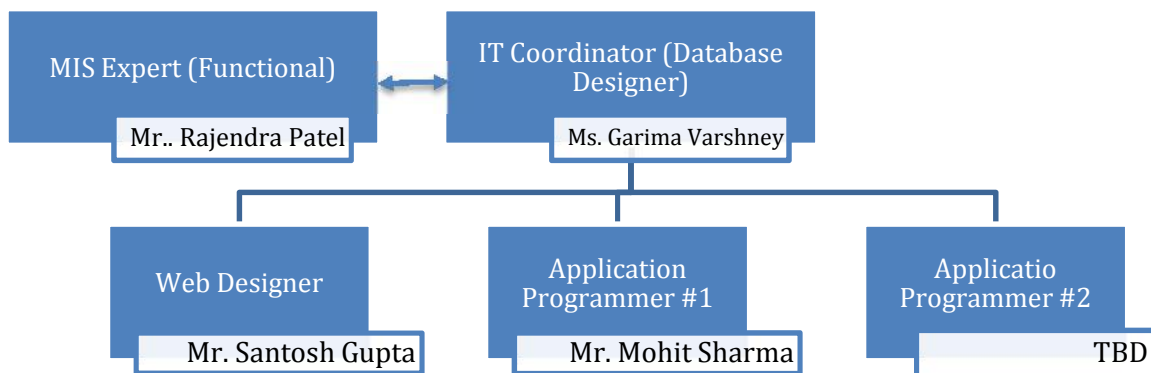 MIS Expert (Functional)
Mr.. Rajendra Patel
IT Coordinator (Database
Designer)
Ms. Garima Varshney
Web Designer
Mr. Santosh Gupta
Application
Programmer #1
Mr. Mohit Sharma
Applicatio
Programmer #2
TBD